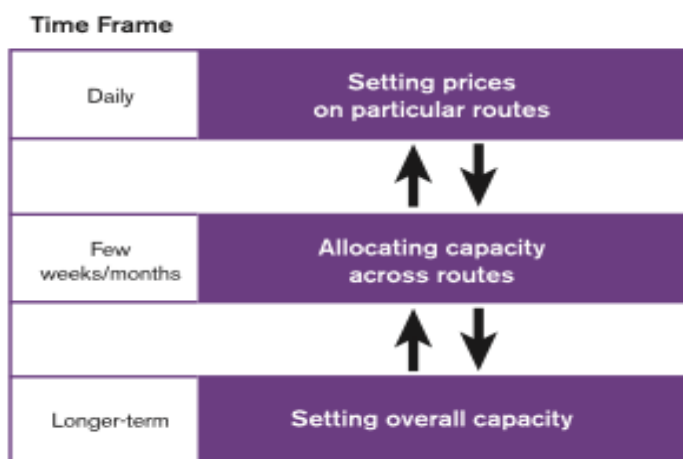 Time Frame
Daily
Setting prices
on particular routes
Few
weeks/months
Allocating capacity
across routes
Longer-term
Setting overall capacity